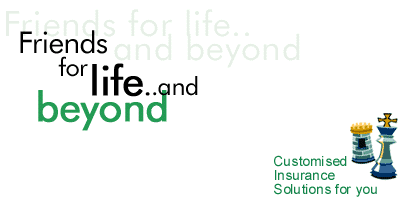 Friends for life..
and beyond
Friends
for
life..and
beyond
Customised
Insurance
Solutions for you